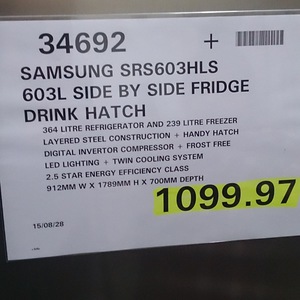 34692 +
SAMSUNG SRS603HLS
603L SIDE BY SIDE FRIDGE
DRINK HATCH
364 LITRE REFRIGERATOR AND 239 LITRE FREEZER
LAYERED STEEL CONSTRUCTION + HANDY HATCH
DIGITAL INVERTOR COMPRESSOR + FROST FREE
LED LIGHTING + TWIN COOLING SYSTEM
2.5 STAR ENERGY EFFICIENCY CLASS
912MM W X 1789MM H X 700MM DEPTH
1099.97
15/08/28